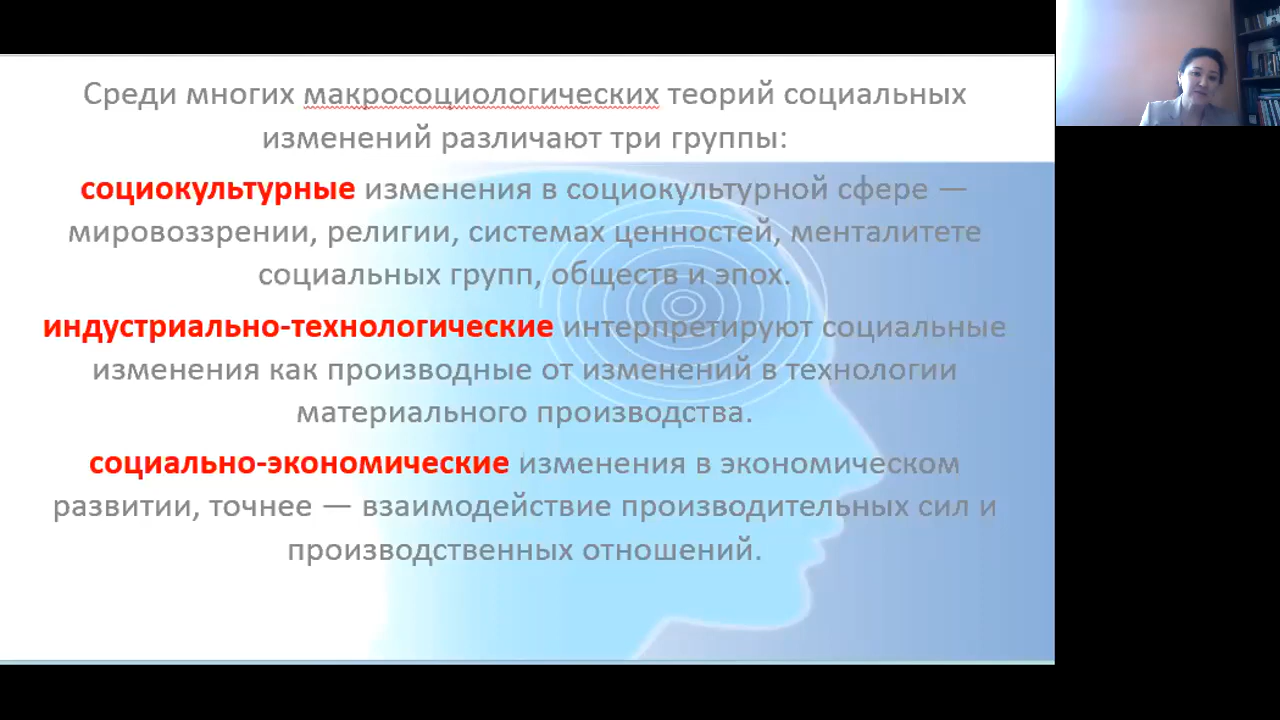 Среди многих макросоциологических теорий социальных
изменений различают три группы:
социокультурные изменения в социокультурной сфере —
мировоззрении, религии, системах ценностей, менталитете
социальных групп, обществ и эпох.
индустриально-технологические интерпретируют социальные
изменения как производные от изменений в технологии
материального производства.
социально-экономические изменения в экономическом
развитии, точнее — взаимодействие производительных сил и
производственных отношений.